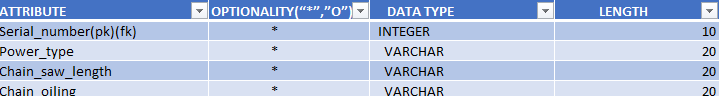 ATTRIBUTE OPTIONALITY("*","O") DATA TYPE LENGTH
Serial_number(pk)(fk) * INTEGER 10
Power_type * VARCHAR 20
Chain_saw_length * VARCHAR 20
Chain_oiling * VARCHAR 20